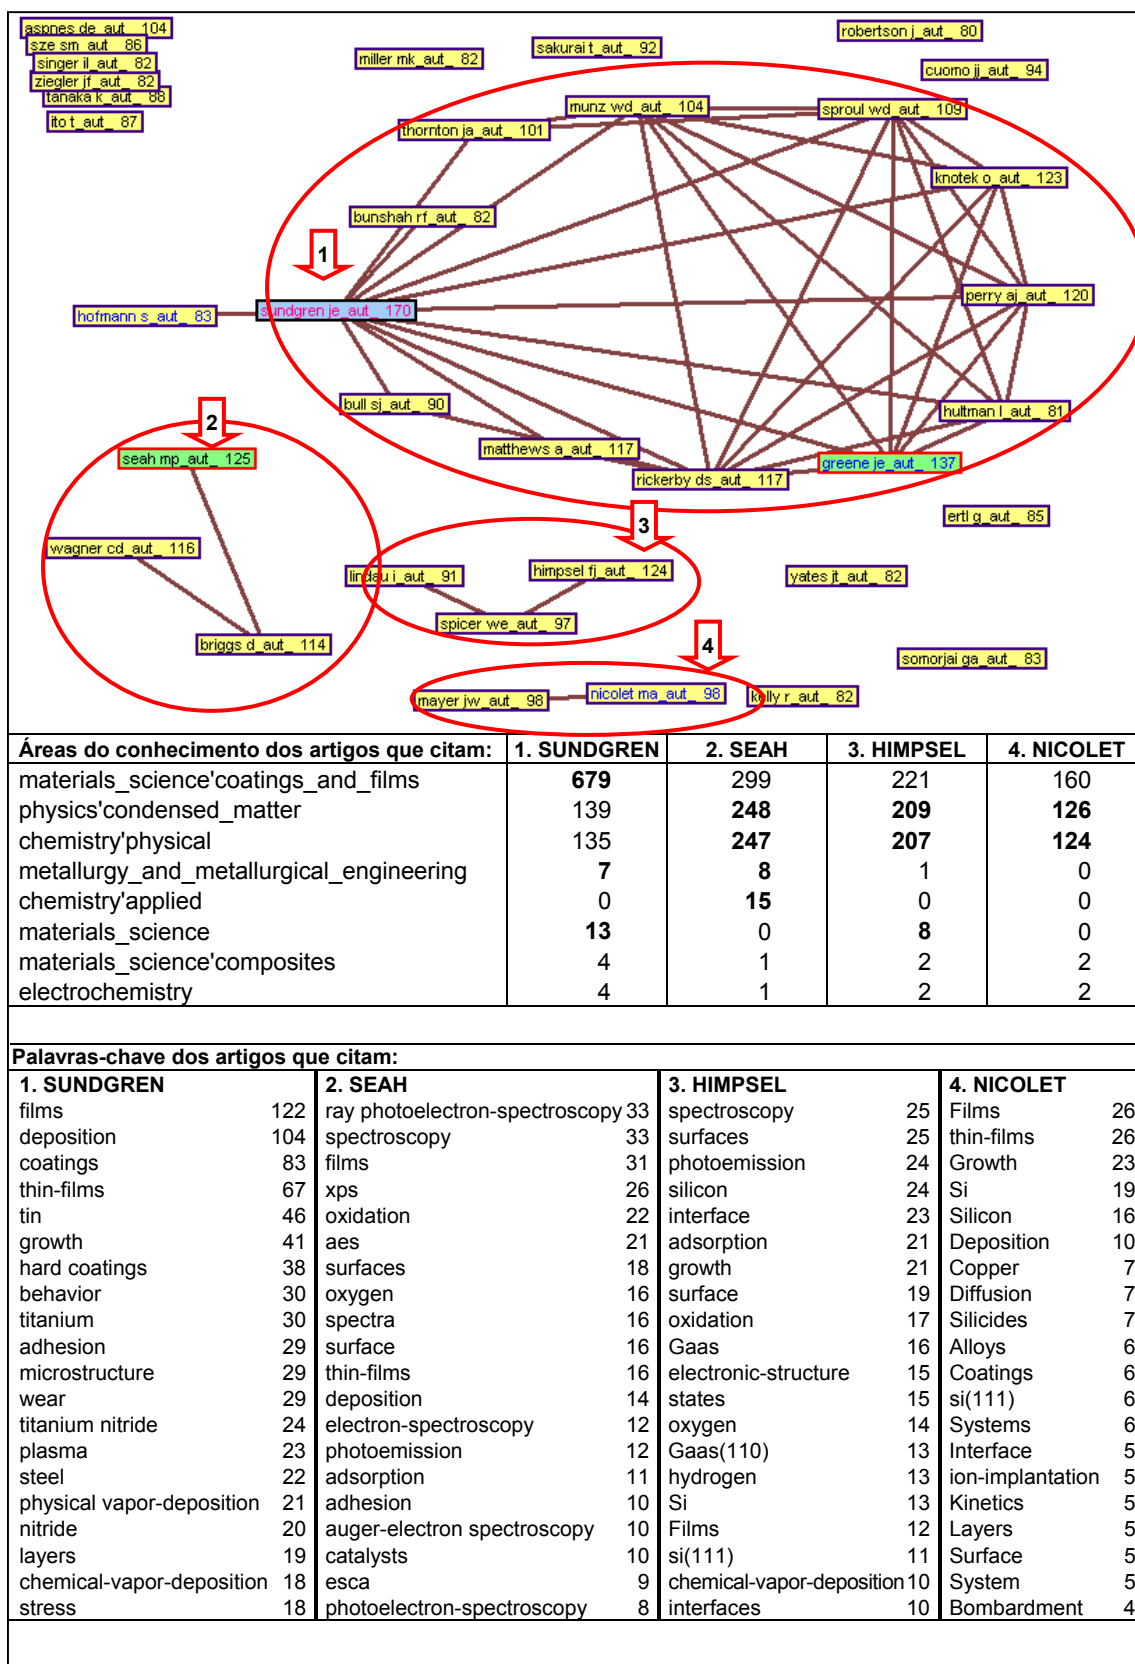 aspnes de_aut_ 104
sze sm_aut_ 86
singer il_aut_ 82
ziegler jf_aut_ 82
tanaka k_aut_ 88
ito t_aut_ 87
miller mk_aut_ 82
sakurai t_aut_ 92
robertson j_aut_ 80
cuomo jj_aut_ 94
munz wd_aut_ 104
sproul wd_aut_ 109
thornton ja_aut_ 101
knotek o_aut_ 123
bunshah rf_aut_ 82
1
hofmann s_aut_ 83
sundgren je_aut_ 170
perry aj_aut_ 120
bull sj_aut_ 90
hultman l_aut_ 81
2
seah mp_aut_ 125
matthews a_aut_ 117
rickerby ds_aut_ 117
greene je_aut_ 137
3
ertl g_aut_ 85
wagner cd_aut_ 116
lindau i_aut_ 91
himpsel fj_aut_ 124
yates jt_aut_ 82
spicer we_aut_ 97
briggs d_aut_ 114
4
somorjai ga_aut_ 83
mayer jw_aut_ 98
nicolet ma_aut_ 98
kelly r_aut_ 82
Áreas do conhecimento dos artigos que citam: 1. SUNDGREN 2. SEAH 3. HIMPSEL 4. NICOLET
materials_science'coatings_and_films 679 299 221 160
physics'condensed_matter 139 248 209 126
chemistry'physical 135 247 207 124
metallurgy_and_metallurgical_engineering 7 8 1 0
chemistry'applied 0 15 0 0
materials_science 13 0 8 0
materials_science'composites 4 1 2 2
electrochemistry 4 1 2 2
Palavras-chave dos artigos que citam:
1. SUNDGREN 2. SEAH 3. HIMPSEL 4. NICOLET
films 122 ray photoelectron-spectroscopy 33 spectroscopy 25 Films 26
deposition 104 spectroscopy 33 surfaces 25 thin-films 26
coatings 83 films 31 photoemission 24 Growth 23
thin-films 67 xps 26 silicon 24 Si 19
tin 46 oxidation 22 interface 23 Silicon 16
growth 41 aes 21 adsorption 21 Deposition 10
hard coatings 38 surfaces 18 growth 21 Copper 7
behavior 30 oxygen 16 surface 19 Diffusion 7
titanium 30 spectra 16 oxidation 17 Silicides 7
adhesion 29 surface 16 Gaas 16 Alloys 6
microstructure 29 thin-films 16 electronic-structure 15 Coatings 6
wear 29 deposition 14 states 15 si(111) 6
titanium nitride 24 electron-spectroscopy 12 oxygen 14 Systems 6
plasma 23 photoemission 12 Gaas(110) 13 Interface 5
steel 22 adsorption 11 hydrogen 13 ion-implantation 5
physical vapor-deposition 21 adhesion 10 Si 13 Kinetics 5
nitride 20 auger-electron spectroscopy 10 Films 12 Layers 5
layers 19 catalysts 10 si(111) 11 Surface 5
chemical-vapor-deposition 18 esca 9 chemical-vapor-deposition 10 System 5
stress 18 photoelectron-spectroscopy 8 interfaces 10 Bombardment 4